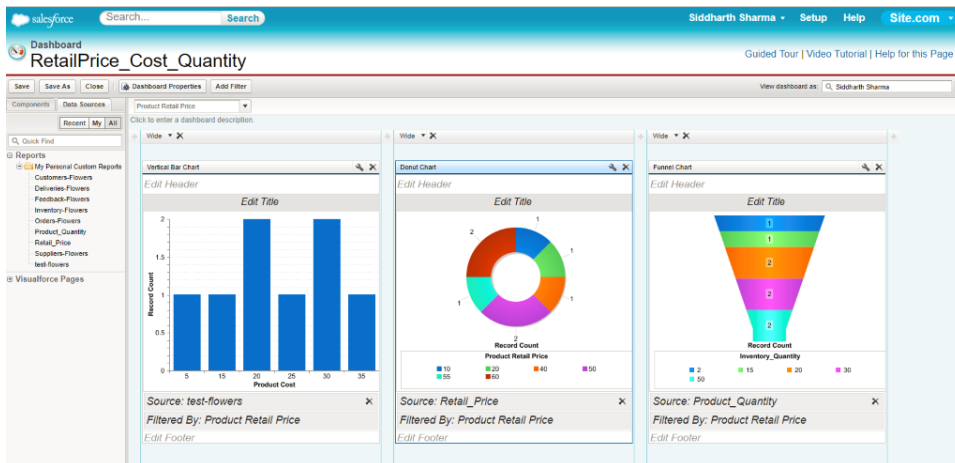 salesforce Search... Search Siddharth Sharma Setup Help Site.com
Dashboard
RetailPrice_Cost_Quantity
Guided Tour | Video Tutorial | Help for this Page
Save Save As Close Dashboard Properties Add Filter View dashboard as: Siddharth Sharma
Components Data Sources
Recent My All
Quick Find
Reports
My Personal Custom Reports
Customers-Flowers
Deliveries-Flowers
Feedback-Flowers
Inventory-Flowers
Orders-Flowers
Product_Quantity
Retail_Price
Suppliers-Flowers
test-flowers
Visualforce Pages
Product Retail Price
Click to enter a dashboard description.
Wide
Vertical Bar Chart
Edit Header
Edit Title
Record Count
2
1.5
1
0.5
0
5 15 20 25 30 35
Product Cost
Source: test-flowers
Filtered By: Product Retail Price
Edit Footer
Wide
Donut Chart
Edit Header
Edit Title
1
2
1
1
1
2
Record Count
Product Retail Price
10 20 40 50
55 60
Source: Retail_Price
Filtered By: Product Retail Price
Edit Footer
Wide
Funnel Chart
Edit Header
Edit Title
1
1
2
2
2
Record Count
Inventory_Quantity
2 15 20 30
50
Source: Product_Quantity
Filtered By: Product Retail Price
Edit Footer